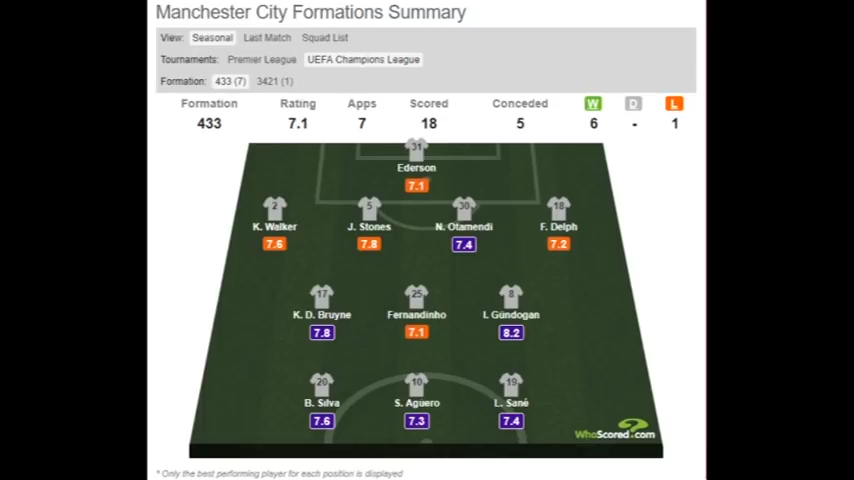 Manchester City Formations Summary
View: Seasonal Last Match Squad List
Tournaments: Premier League UEFA Champions League
Formation: 433 (7) 3421 (1)
Formation Rating Apps Scored Conceded W D L
433 7.1 7 18 5 6 - 1
31
Ederson
7.1
2 5 30 18
K. Walker J. Stones N. Otamendi F. Delph
7.6 7.8 7.4 7.2
17 25 8
K. D. Bruyne Fernandinho I. Gündogan
7.8 7.1 8.2
20 10 19
B. Silva S. Agüero L. Sané
7.6 7.3 7.4
WhoScored.com
* Only the best performing player for each position is displayed